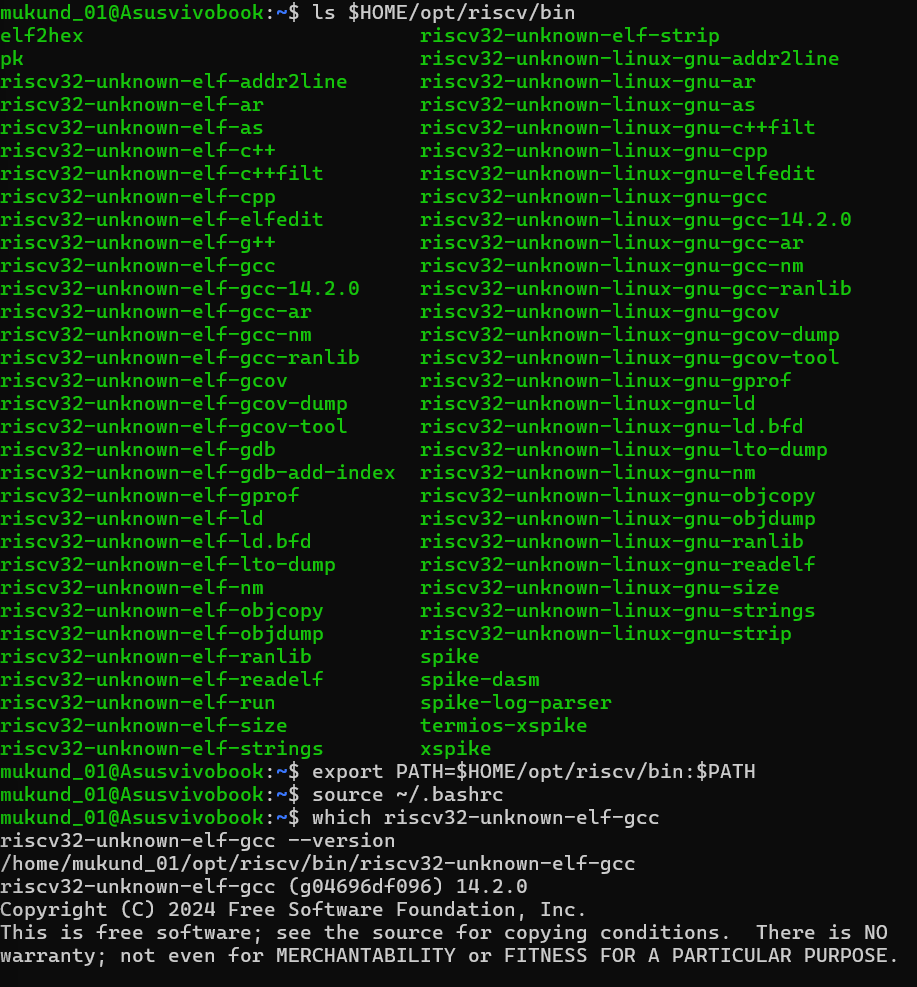 mukund_01@Asusvivobook:~$ ls $HOME/opt/riscv/bin
elf2hex                            riscv32-unknown-elf-strip
pk                                 riscv32-unknown-linux-gnu-addr2line
riscv32-unknown-elf-addr2line      riscv32-unknown-linux-gnu-ar
riscv32-unknown-elf-ar             riscv32-unknown-linux-gnu-as
riscv32-unknown-elf-as             riscv32-unknown-linux-gnu-c++filt
riscv32-unknown-elf-c++            riscv32-unknown-linux-gnu-cpp
riscv32-unknown-elf-c++filt        riscv32-unknown-linux-gnu-elfedit
riscv32-unknown-elf-cpp            riscv32-unknown-linux-gnu-gcc
riscv32-unknown-elf-elfedit        riscv32-unknown-linux-gnu-gcc-14.2.0
riscv32-unknown-elf-g++            riscv32-unknown-linux-gnu-gcc-ar
riscv32-unknown-elf-gcc            riscv32-unknown-linux-gnu-gcc-nm
riscv32-unknown-elf-gcc-14.2.0     riscv32-unknown-linux-gnu-gcc-ranlib
riscv32-unknown-elf-gcc-ar         riscv32-unknown-linux-gnu-gcov
riscv32-unknown-elf-gcc-nm         riscv32-unknown-linux-gnu-gcov-dump
riscv32-unknown-elf-gcc-ranlib     riscv32-unknown-linux-gnu-gcov-tool
riscv32-unknown-elf-gcov           riscv32-unknown-linux-gnu-gprof
riscv32-unknown-elf-gcov-dump      riscv32-unknown-linux-gnu-ld
riscv32-unknown-elf-gcov-tool      riscv32-unknown-linux-gnu-ld.bfd
riscv32-unknown-elf-gdb            riscv32-unknown-linux-gnu-lto-dump
riscv32-unknown-elf-gdb-add-index  riscv32-unknown-linux-gnu-nm
riscv32-unknown-elf-gprof          riscv32-unknown-linux-gnu-objcopy
riscv32-unknown-elf-ld             riscv32-unknown-linux-gnu-objdump
riscv32-unknown-elf-ld.bfd         riscv32-unknown-linux-gnu-ranlib
riscv32-unknown-elf-lto-dump       riscv32-unknown-linux-gnu-readelf
riscv32-unknown-elf-nm             riscv32-unknown-linux-gnu-size
riscv32-unknown-elf-objcopy        riscv32-unknown-linux-gnu-strings
riscv32-unknown-elf-objdump        riscv32-unknown-linux-gnu-strip
riscv32-unknown-elf-ranlib         spike
riscv32-unknown-elf-readelf        spike-dasm
riscv32-unknown-elf-run            spike-log-parser
riscv32-unknown-elf-size           termios-xspike
riscv32-unknown-elf-strings        xspike
mukund_01@Asusvivobook:~$ export PATH=$HOME/opt/riscv/bin:$PATH
mukund_01@Asusvivobook:~$ source ~/.bashrc
mukund_01@Asusvivobook:~$ which riscv32-unknown-elf-gcc
riscv32-unknown-elf-gcc --version
/home/mukund_01/opt/riscv/bin/riscv32-unknown-elf-gcc
riscv32-unknown-elf-gcc (g04696df096) 14.2.0
Copyright (C) 2024 Free Software Foundation, Inc.
This is free software; see the source for copying conditions.  There is NO
warranty; not even for MERCHANTABILITY or FITNESS FOR A PARTICULAR PURPOSE.